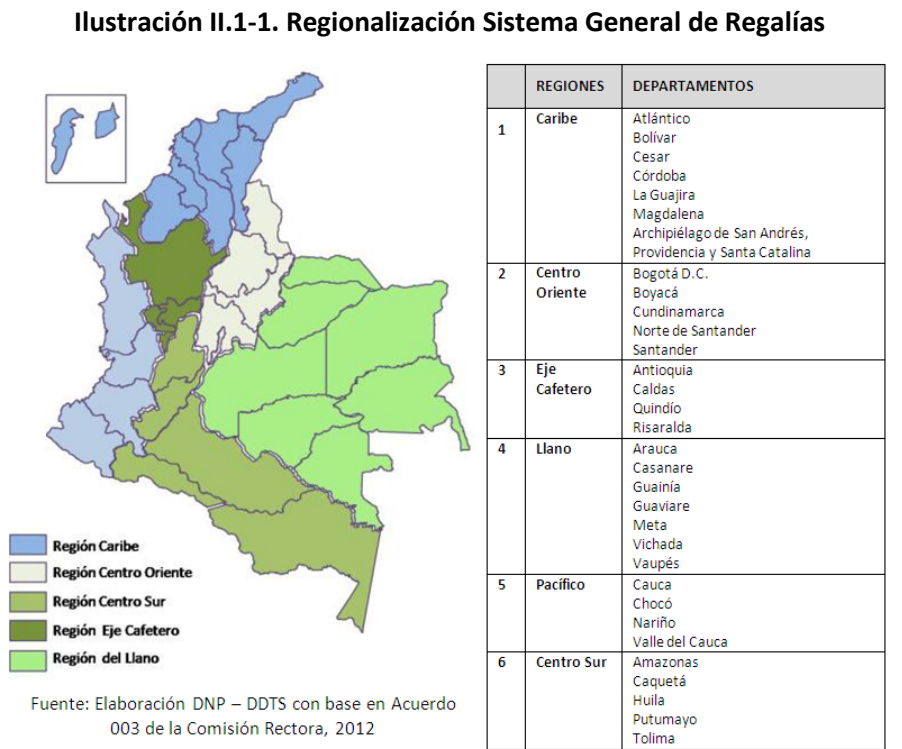 Ilustración II.1-1. Regionalización Sistema General de Regalías
Región Caribe
Región Centro Oriente
Región Centro Sur
Región Eje Cafetero
Región del Llano
Fuente: Elaboración DNP – DDTS con base en Acuerdo
003 de la Comisión Rectora, 2012
REGIONES DEPARTAMENTOS
1 Caribe Atlántico
Bolívar
Cesar
Córdoba
La Guajira
Magdalena
Archipiélago de San Andrés,
Providencia y Santa Catalina
2 Centro Bogotá D.C.
Oriente Boyacá
Cundinamarca
Norte de Santander
Santander
3 Eje Antioquia
Cafetero Caldas
Quindío
Risaralda
4 Llano Arauca
Casanare
Guainía
Guaviare
Meta
Vichada
Vaupés
5 Pacífico Cauca
Chocó
Nariño
Valle del Cauca
6 Centro Sur Amazonas
Caquetá
Huila
Putumayo
Tolima